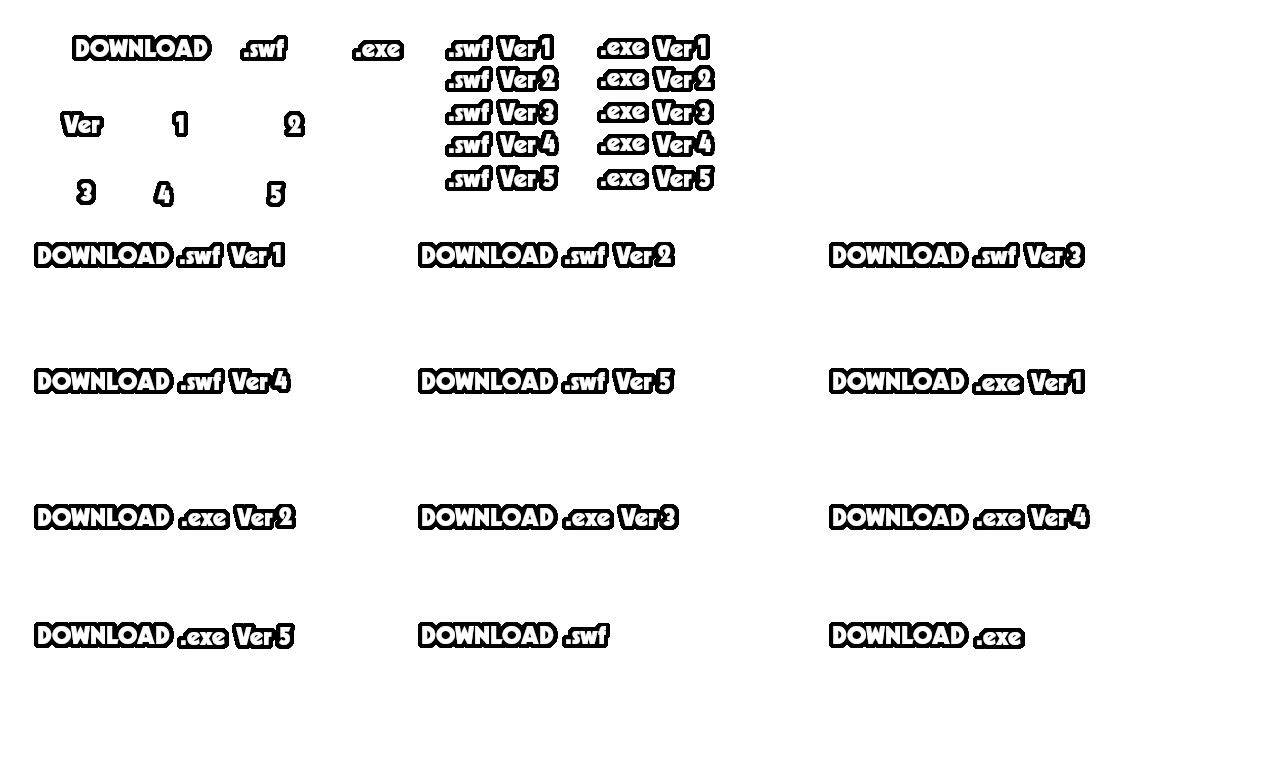 DOWNLOAD .swf .exe .swf Ver 1 .exe Ver 1
.swf Ver 2 .exe Ver 2
Ver 1 2 .swf Ver 3 .exe Ver 3
.swf Ver 4 .exe Ver 4
3 4 5 .swf Ver 5 .exe Ver 5
DOWNLOAD .swf Ver 1 DOWNLOAD .swf Ver 2 DOWNLOAD .swf Ver 3
DOWNLOAD .swf Ver 4 DOWNLOAD .swf Ver 5 DOWNLOAD .exe Ver 1
DOWNLOAD .exe Ver 2 DOWNLOAD .exe Ver 3 DOWNLOAD .exe Ver 4
DOWNLOAD .exe Ver 5 DOWNLOAD .swf DOWNLOAD .exe